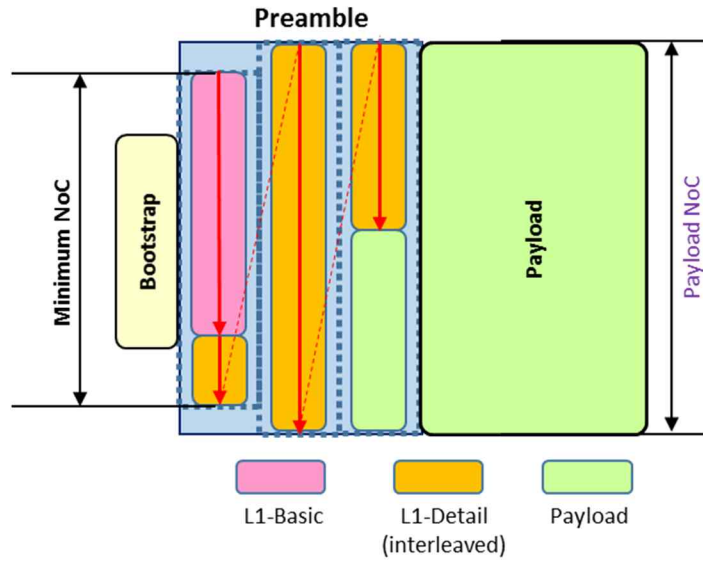 Preamble
Minimum NoC
Bootstrap
Payload
Payload NoC
L1-Basic
L1-Detail
(interleaved)
Payload